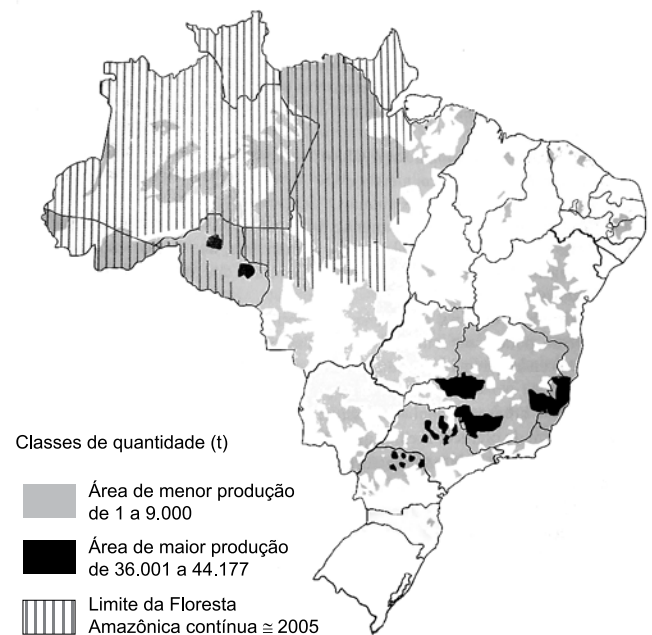 Classes de quantidade (t)
Área de menor produção
de 1 a 9.000
Área de maior produção
de 36.001 a 44.177
Limite da Floresta
Amazônica contínua ≅ 2005